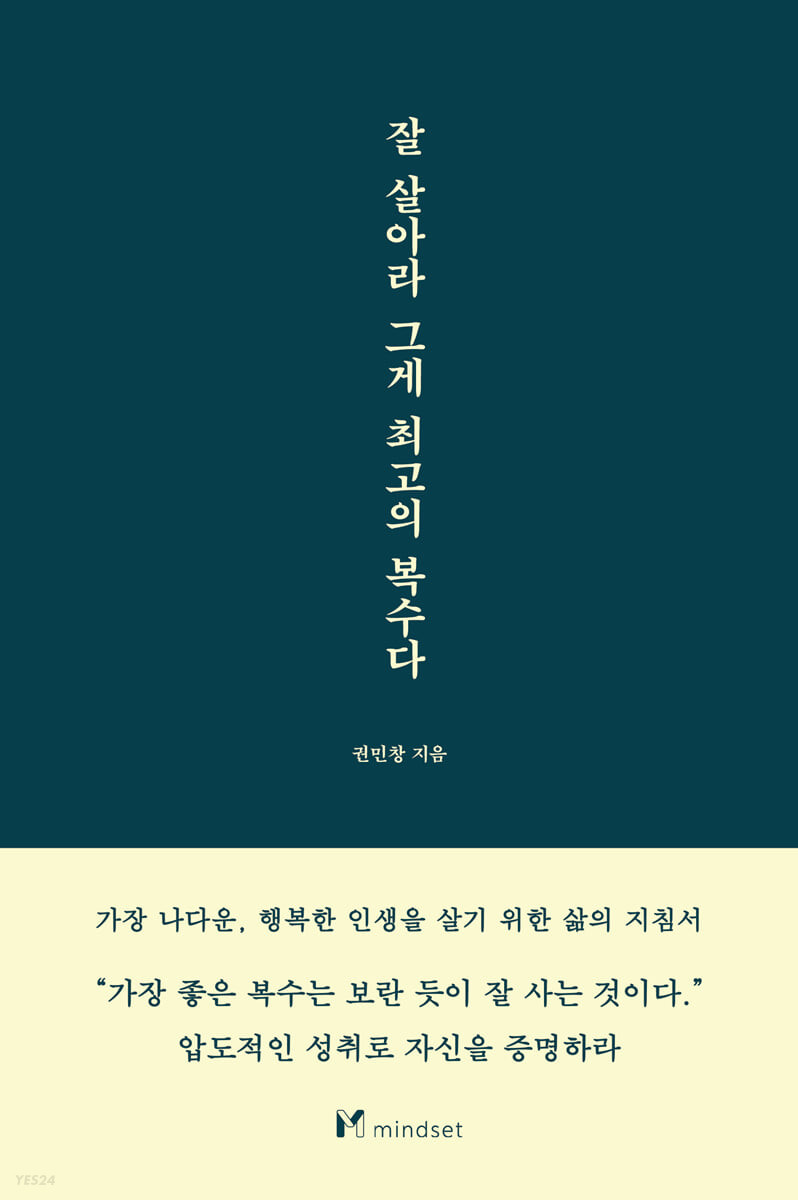 잘 살아라 그게 최고의 복수다
권민창 지음
가장 나다운, 행복한 인생을 살기 위한 삶의 지침서
“가장 좋은 복수는 보란 듯이 잘 사는 것이다.”
압도적인 성취로 자신을 증명하라
M mindset
YES24